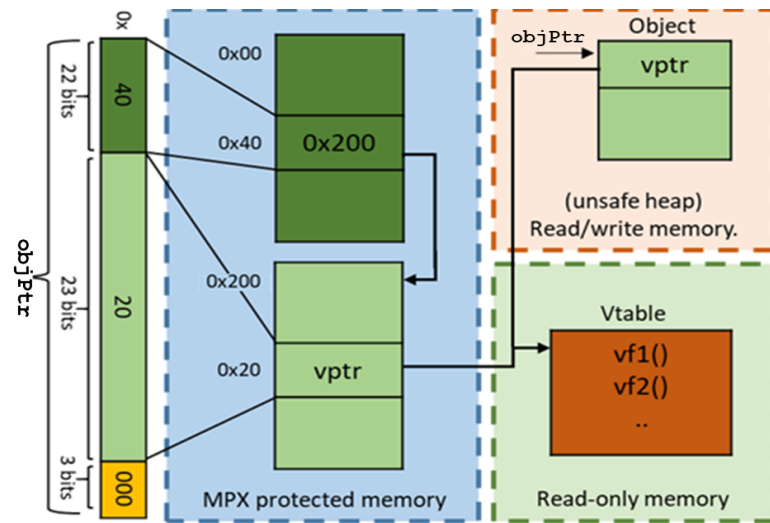 0x
objPtr
22 bits
40
23 bits
20
3 bits
000
0x00
0x40
0x200
0x200
0x20
vptr
MPX protected memory
Object
objPtr
vptr
(unsafe heap)
Read/write memory.
Vtable
vf1()
vf2()
..
Read-only memory